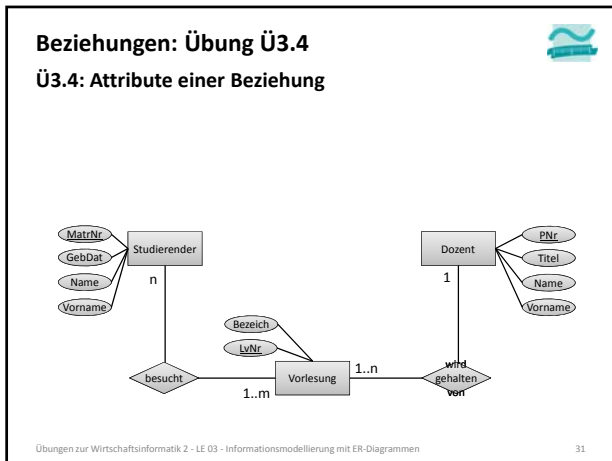 Beziehungen: Übung Ü3.4
Ü3.4: Attribute einer Beziehung
MatrNr
GebDat
Name
Vorname
Studierender
n
Dozent
1
PNr
Titel
Name
Vorname
Bezeich
LvNr
besucht
1..m
Vorlesung
1..n
wird
gehalten
von
Übungen zur Wirtschaftsinformatik 2 - LE 03 - Informationsmodellierung mit ER-Diagrammen
31